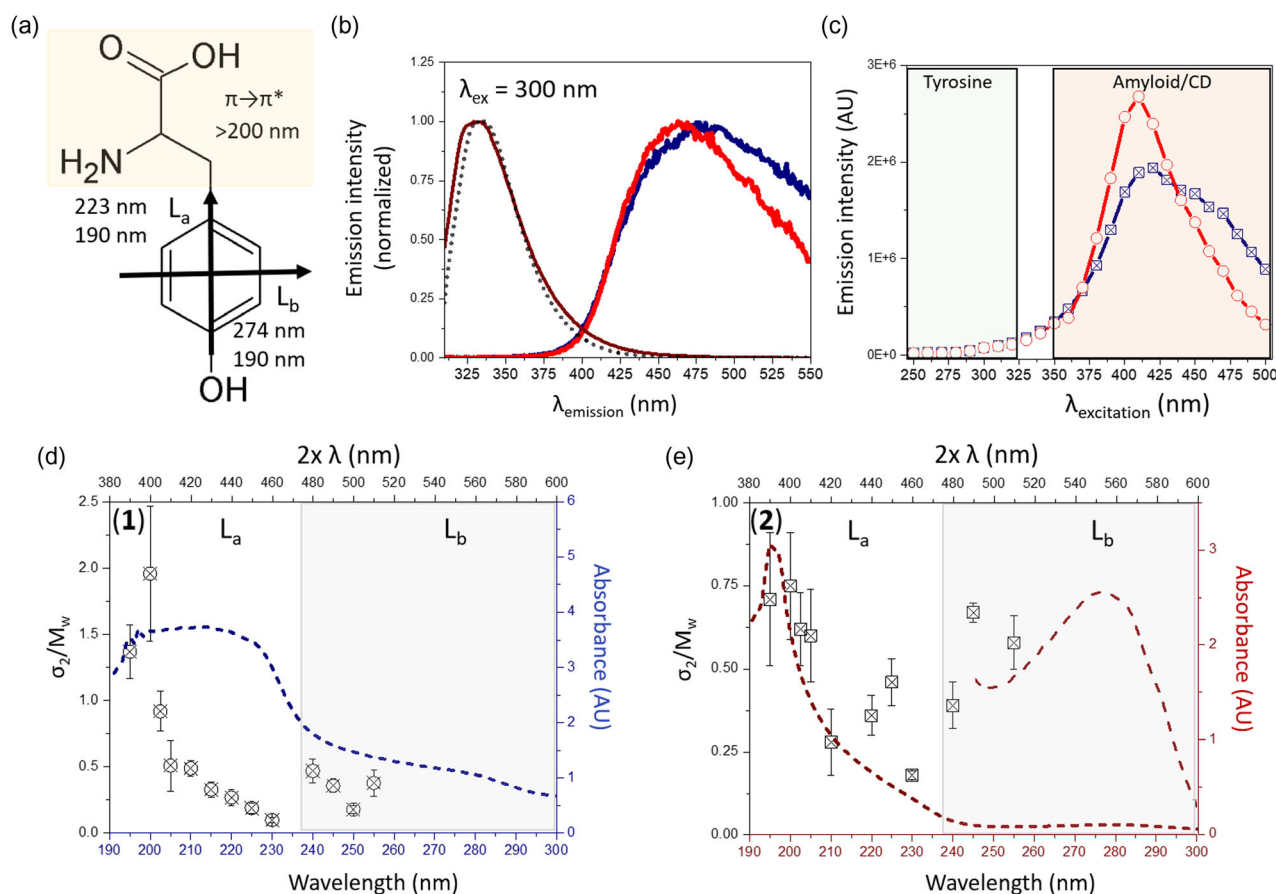 (a)
O
OH
π→π*
>200 nm
H₂N
223 nm
190 nm
Lₐ
L_b
274 nm
190 nm
OH
(b)
λₑₓ = 300 nm
1.25
1.00
0.75
0.50
0.25
0.00
Emission intensity
(normalized)
325 350 375 400 425 450 475 500 525 550
λ_emission (nm)
(c)
Tyrosine
Amyloid/CD
3E+6
2E+6
1E+6
0E+0
Emission intensity (AU)
250 275 300 325 350 375 400 425 450 475 500
λ_excitation (nm)
(d)
2x λ (nm)
380 400 420 440 460 480 500 520 540 560 580 600
(1)
Lₐ
L_b
2.5
2.0
1.5
1.0
0.5
0.0
σ₂/M_w
6
5
4
3
2
1
0
Absorbance (AU)
190 200 210 220 230 240 250 260 270 280 290 300
Wavelength (nm)
(e)
2x λ (nm)
380 400 420 440 460 480 500 520 540 560 580 600
(2)
Lₐ
L_b
1.00
0.75
0.50
0.25
0.00
σ₂/M_w
3
2
1
0
Absorbance (AU)
190 200 210 220 230 240 250 260 270 280 290 300
Wavelength (nm)